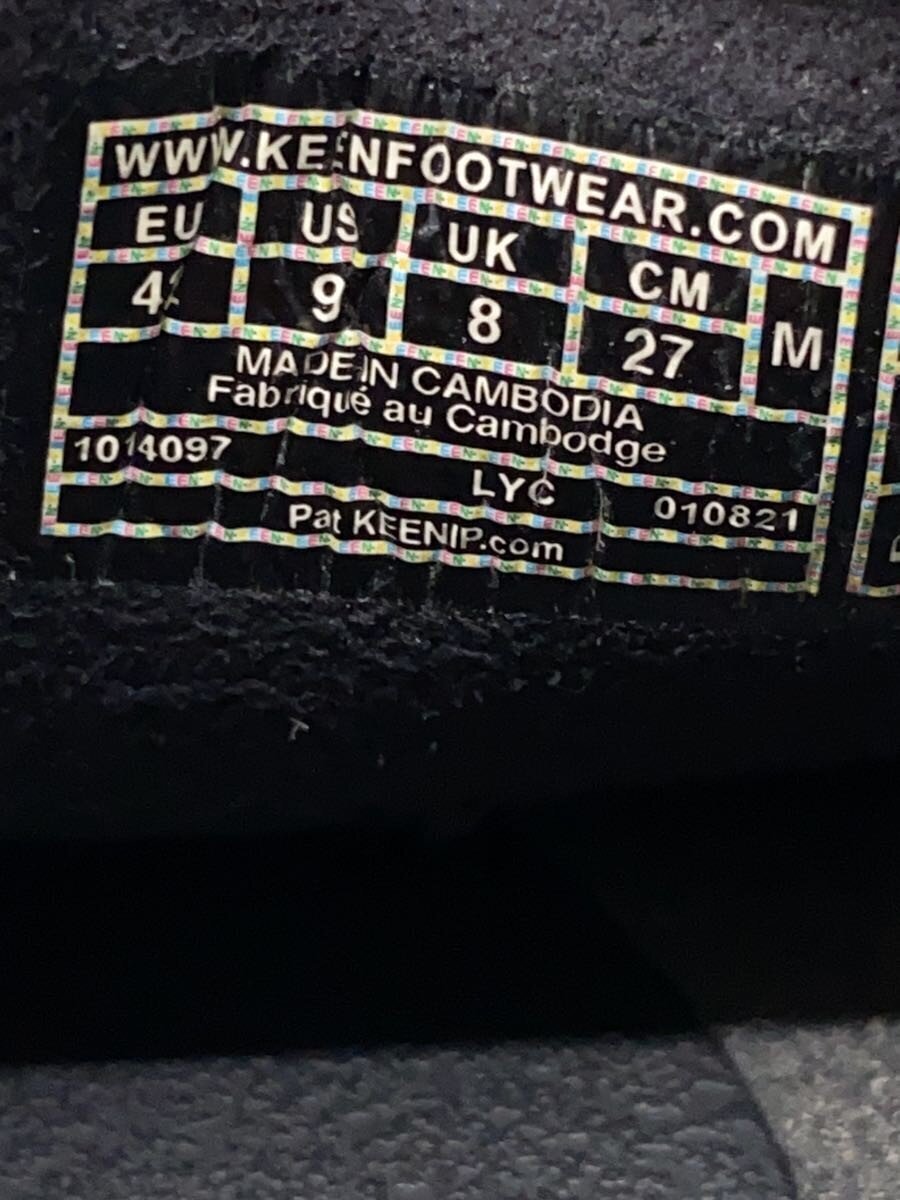 WWW.KEENFOOTWEAR.COM
EU US UK CM
9 8 27 M
MADE IN CAMBODIA
Fabriqué au Cambodge
1014097 LYC 010821
Pat KEENIP.com